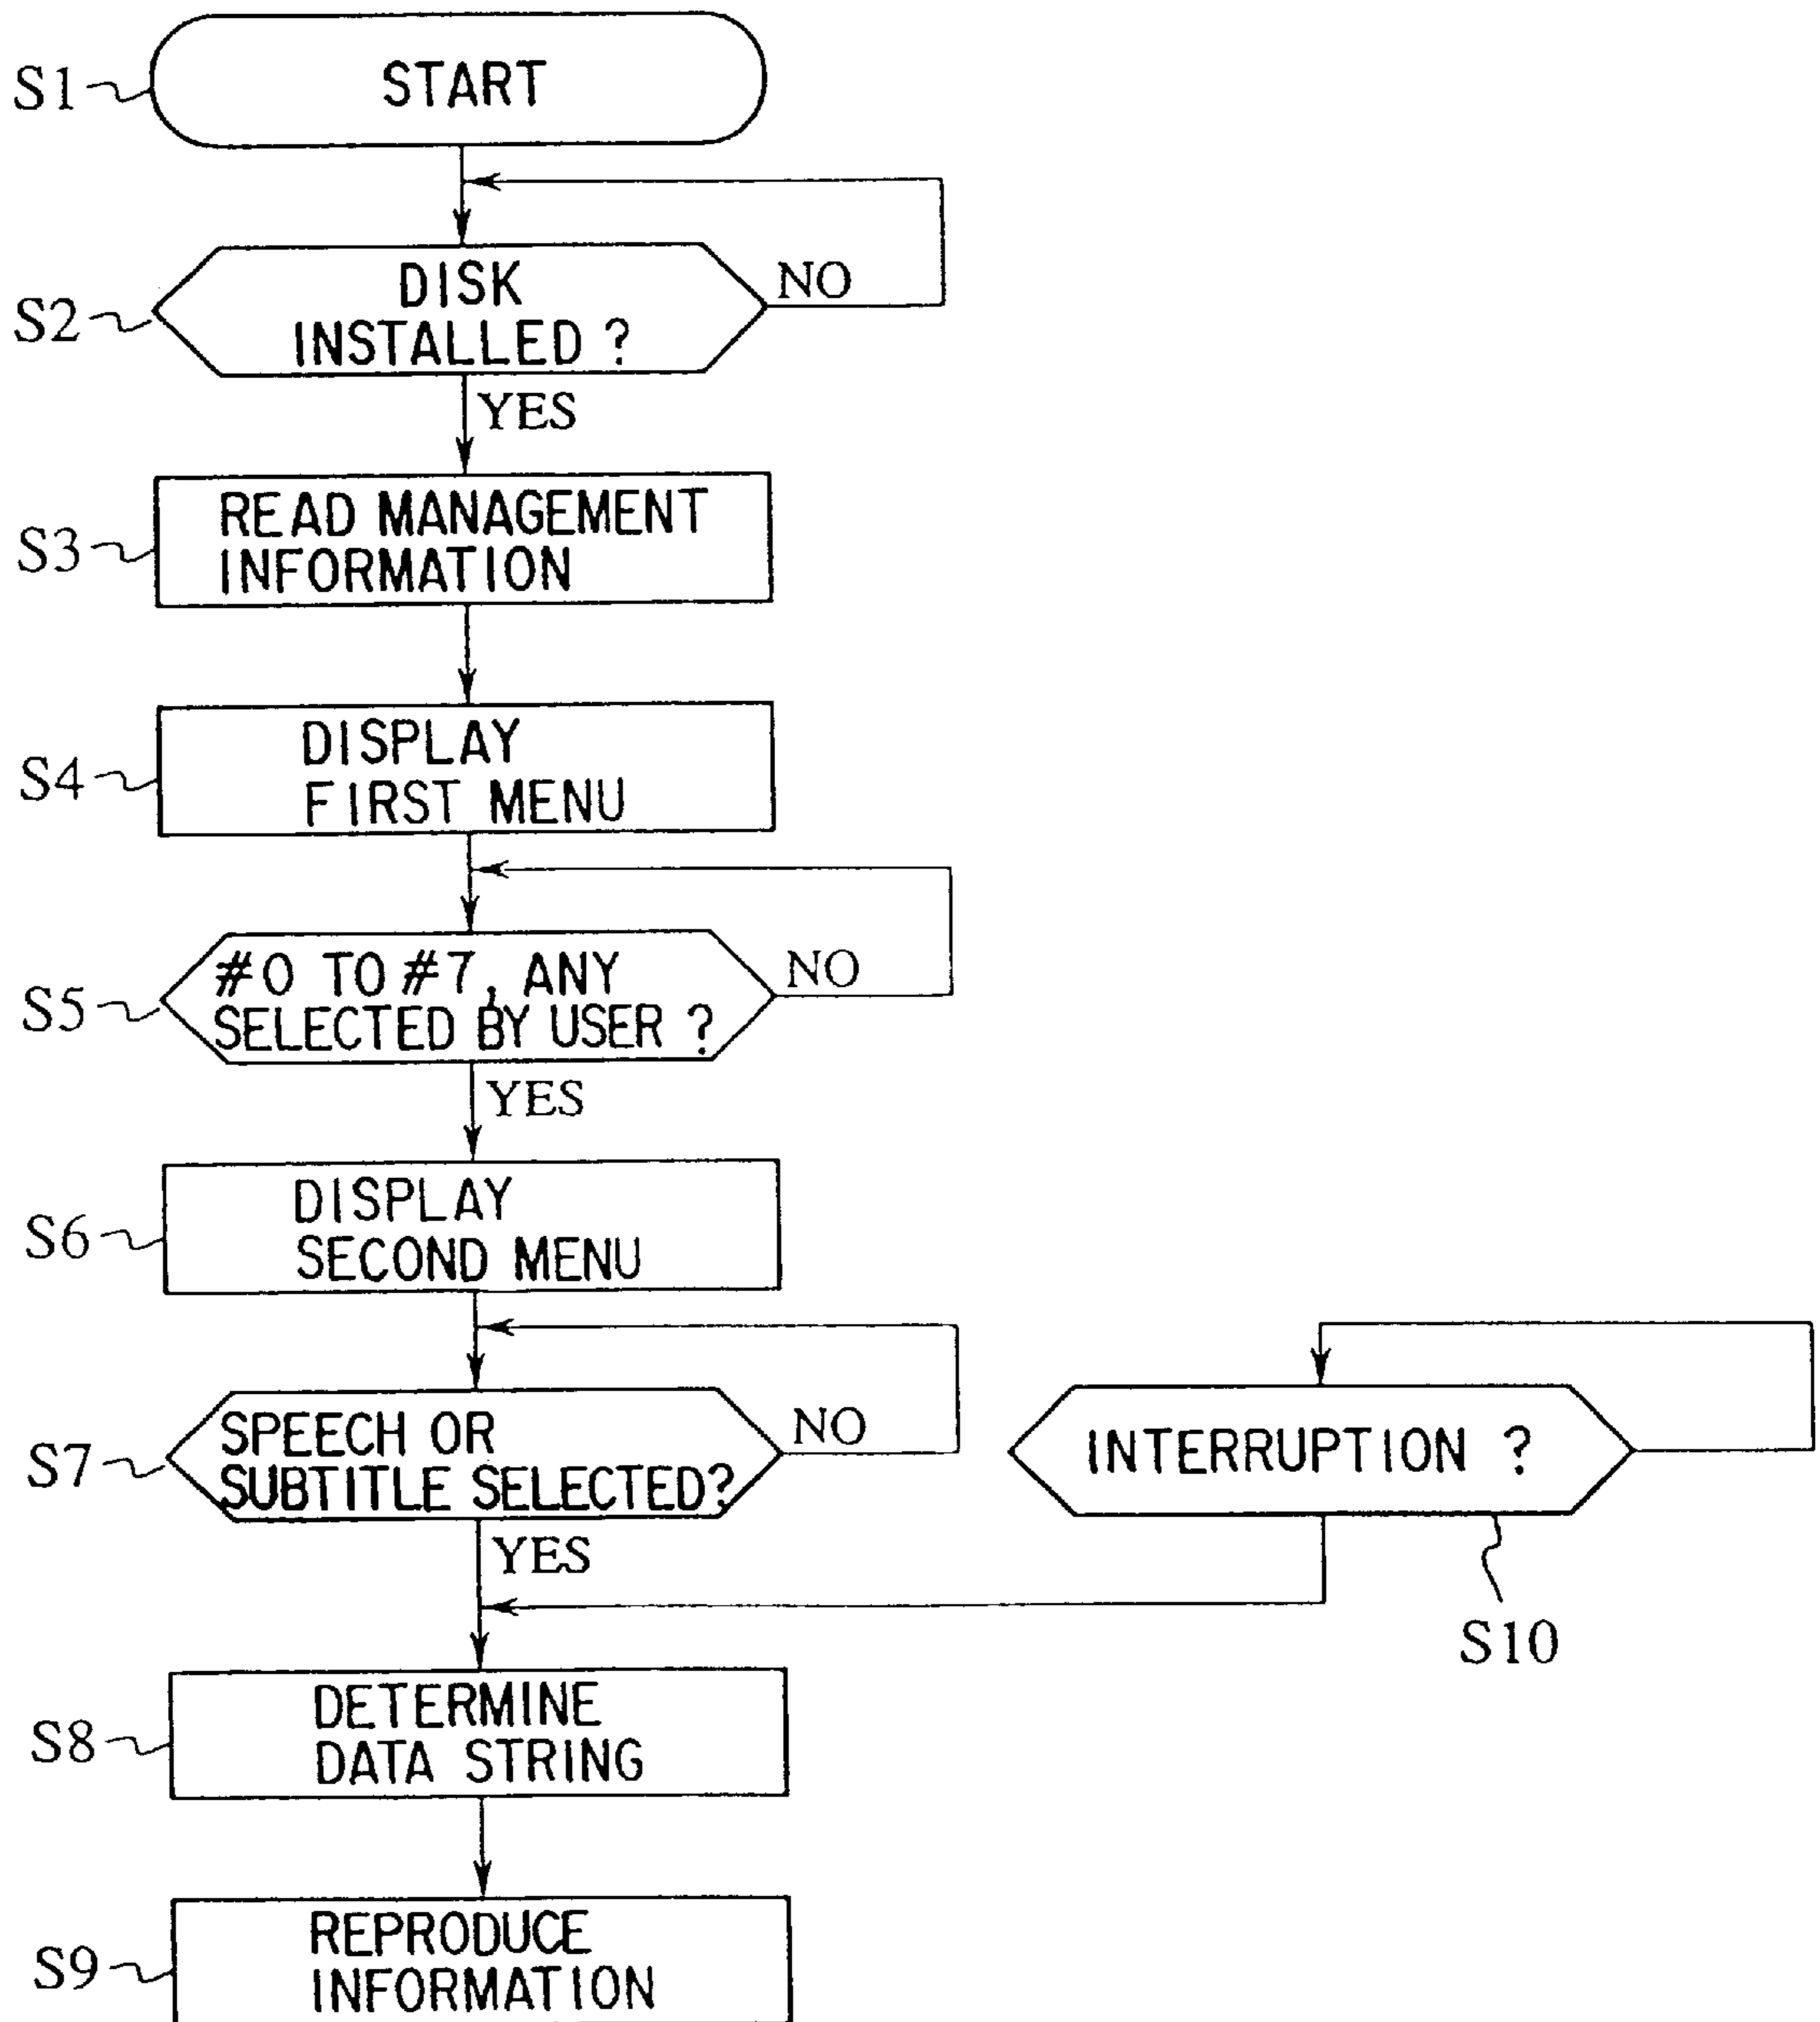 S1
START
S2
DISK
INSTALLED ?
NO
YES
S3
READ MANAGEMENT
INFORMATION
S4
DISPLAY
FIRST MENU
S5
#0 TO #7, ANY
SELECTED BY USER ?
NO
YES
S6
DISPLAY
SECOND MENU
S7
SPEECH OR
SUBTITLE SELECTED?
NO
YES
INTERRUPTION ?
S10
S8
DETERMINE
DATA STRING
S9
REPRODUCE
INFORMATION